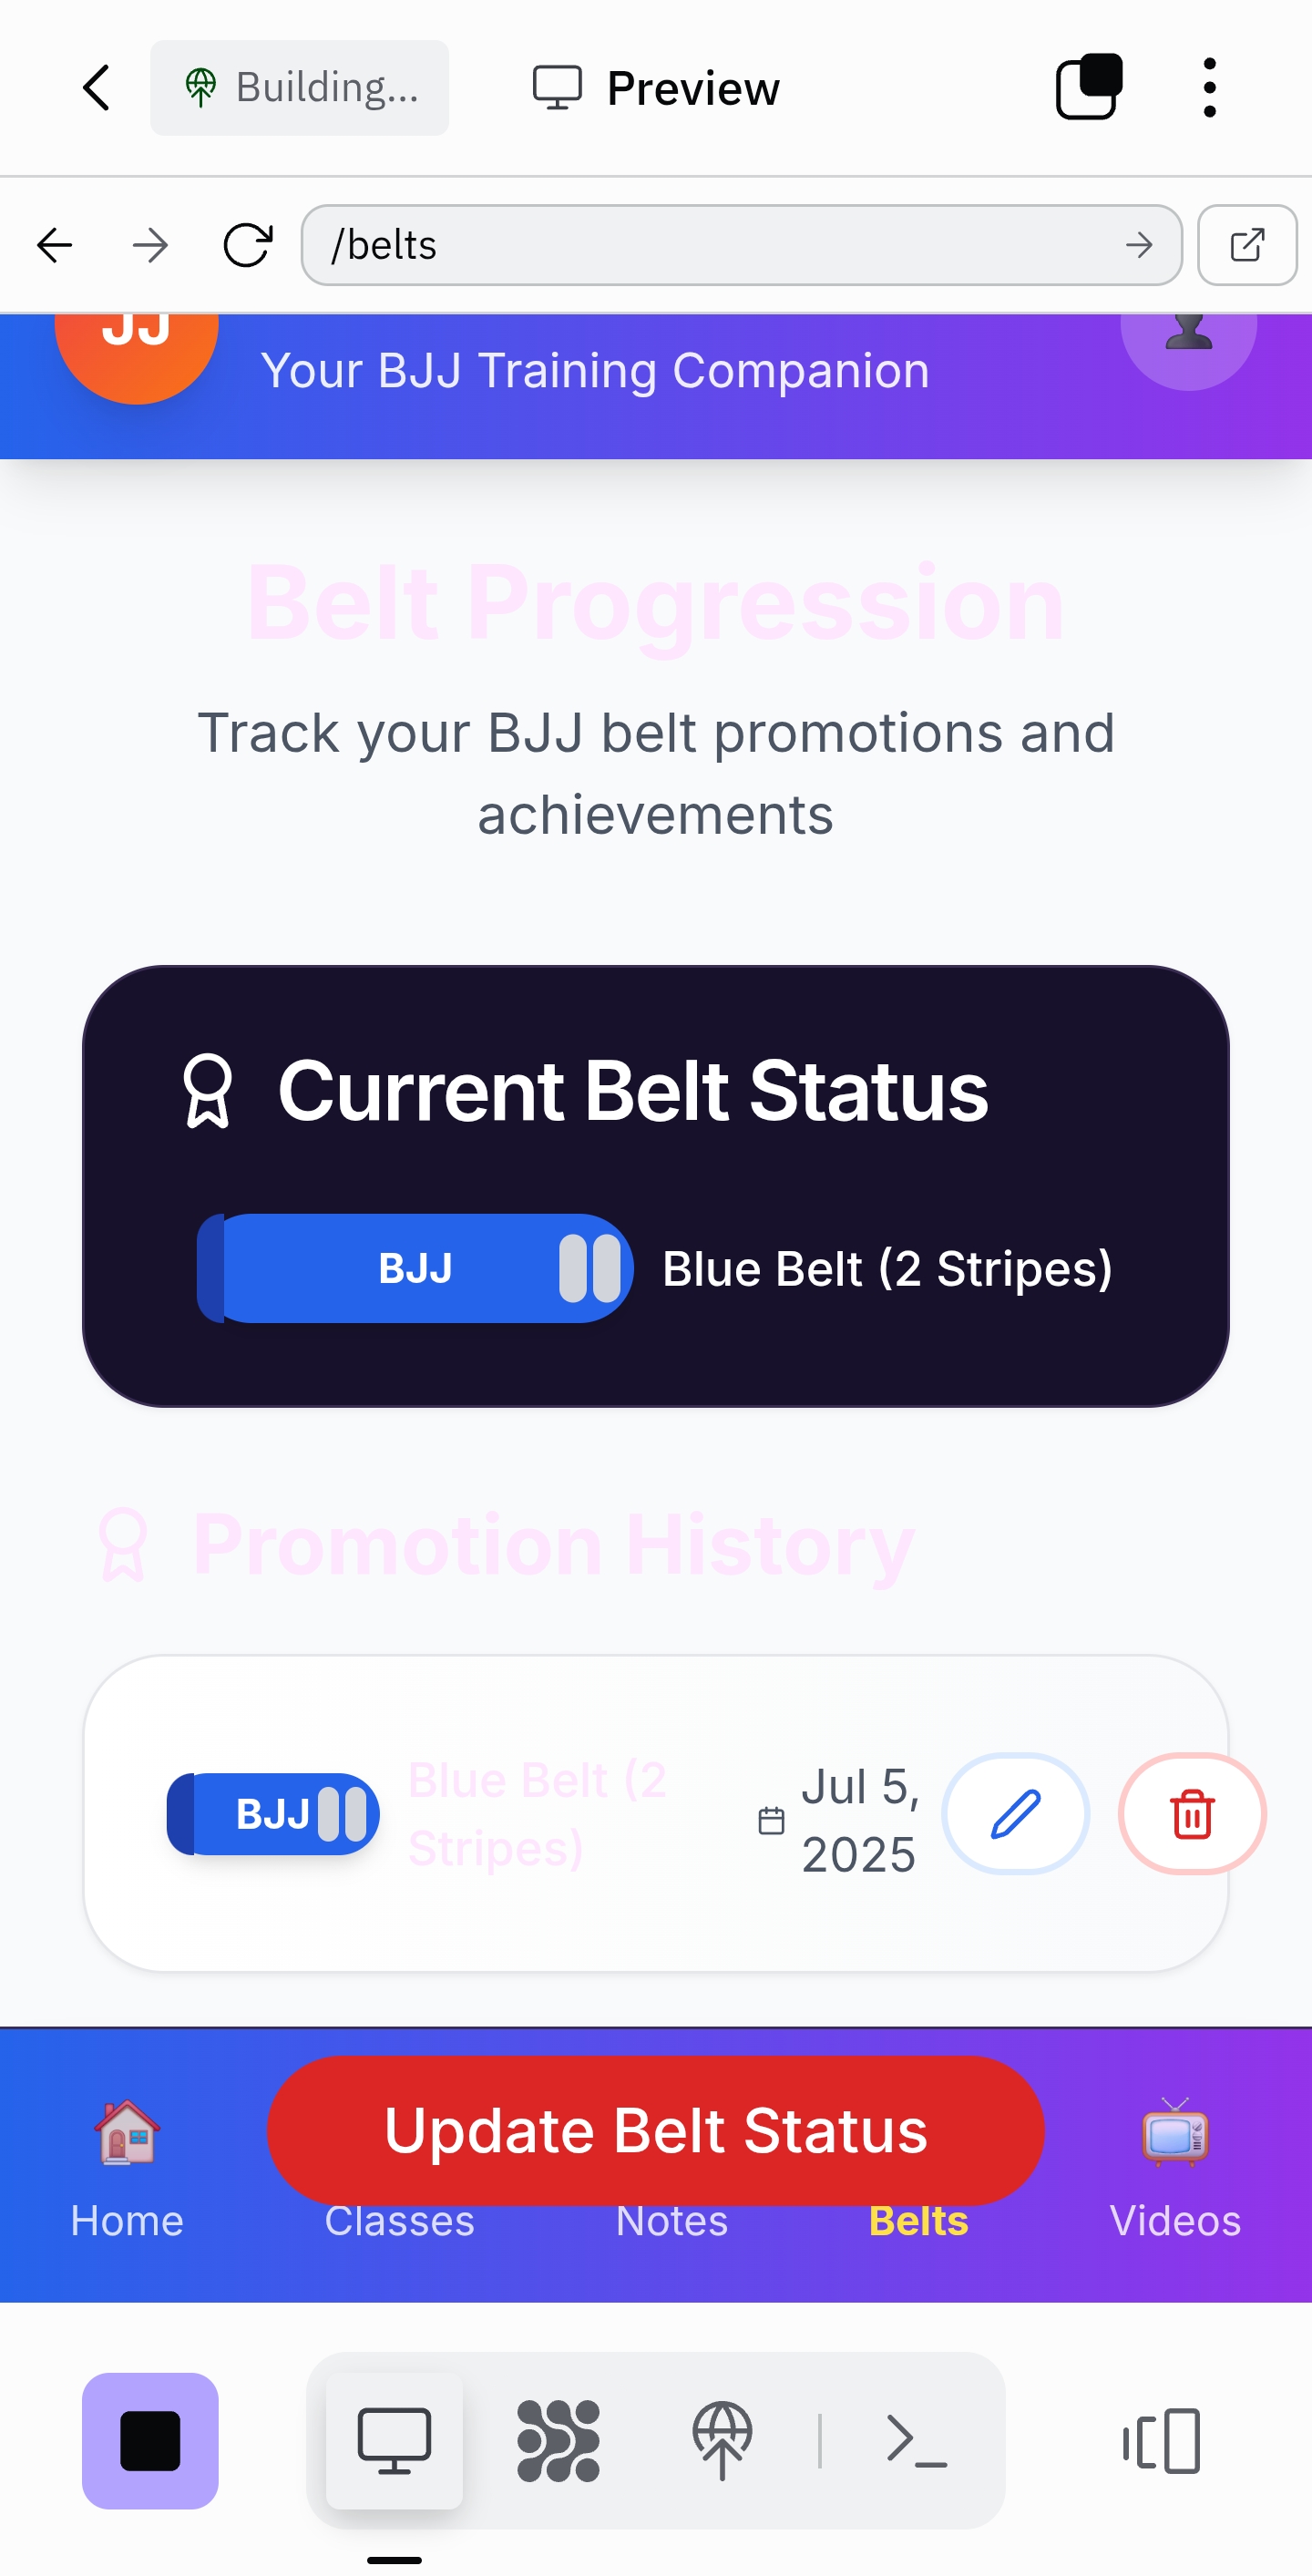 Building...
Preview
/belts
JJ
Your BJJ Training Companion
Belt Progression
Track your BJJ belt promotions and
achievements
Current Belt Status
BJJ
Blue Belt (2 Stripes)
Promotion History
BJJ
Blue Belt (2
Stripes)
Jul 5,
2025
Update Belt Status
Home
Classes
Notes
Belts
Videos